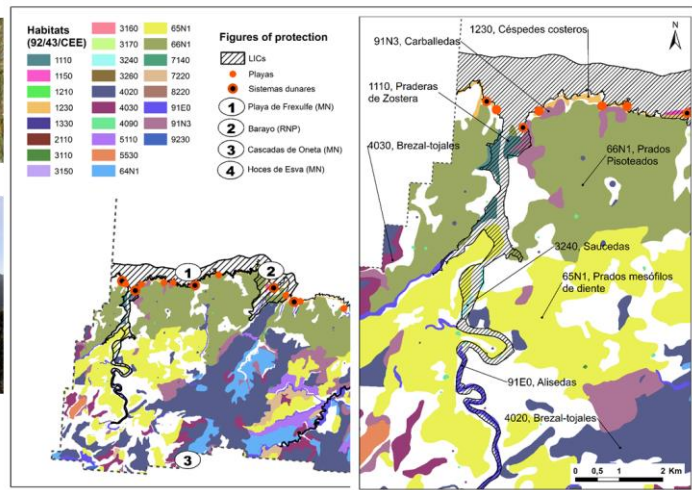 Habitats
(92/43/CEE)
1110
1150
1210
1230
1330
2110
3110
3150
3160
3170
3240
3260
4020
4030
4090
5110
5530
64N1
65N1
66N1
7140
7220
8220
91E0
91N3
9230
Figures of protection
LICs
Playas
Sistemas dunares
1 Playa de Frexulfe (MN)
2 Barayo (RNP)
3 Cascadas de Oneta (MN)
4 Hoces de Esva (MN)
1
2
3
1230, Céspedes costeros
91N3, Carballedas
N
1110, Praderas
de Zostera
4030, Brezal-tojales
66N1, Prados
Pisoteados
3240, Saucedas
65N1, Prados mesófilos
de diente
91E0, Alisedas
4020, Brezal-tojales
0 0,5 1 2 Km